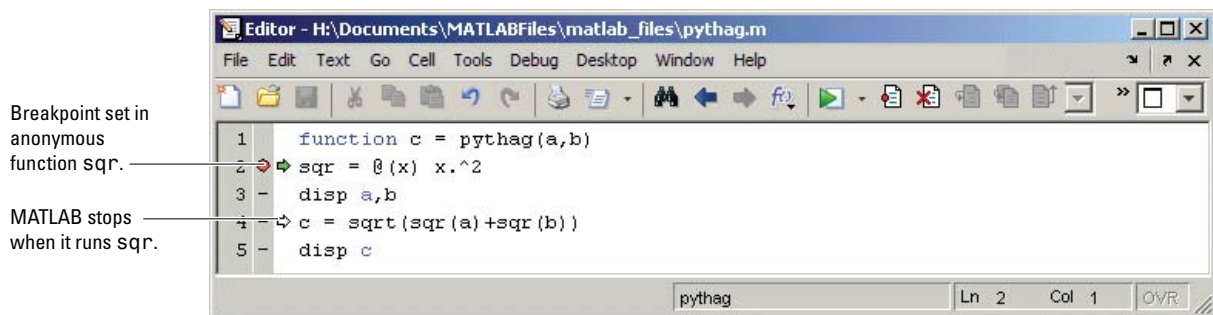 Editor - H:\Documents\MATLABFiles\matlab_files\pythag.m
File Edit Text Go Cell Tools Debug Desktop Window Help
Breakpoint set in
anonymous
function sqr.
MATLAB stops
when it runs sqr.
1 function c = pythag(a,b)
2 sqr = @(x) x.^2
3 - disp a,b
4 - c = sqrt(sqr(a)+sqr(b))
5 - disp c
pythag Ln 2 Col 1 OVR